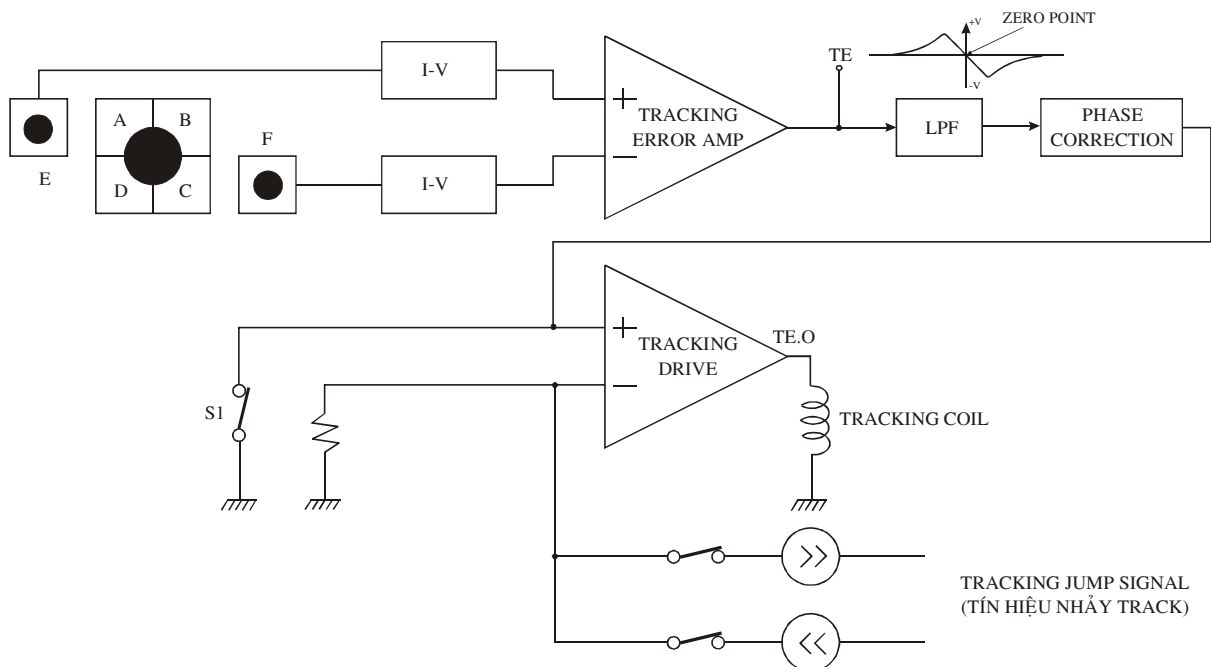 ZERO POINT
+V
TE
-V
I-V
A
B
E
D
C
F
I-V
+
−
TRACKING
ERROR AMP
LPF
PHASE
CORRECTION
+
−
TRACKING
DRIVE
TE.O
S1
TRACKING COIL
>>
<<
TRACKING JUMP SIGNAL
(TÍN HIỆU NHẢY TRACK)